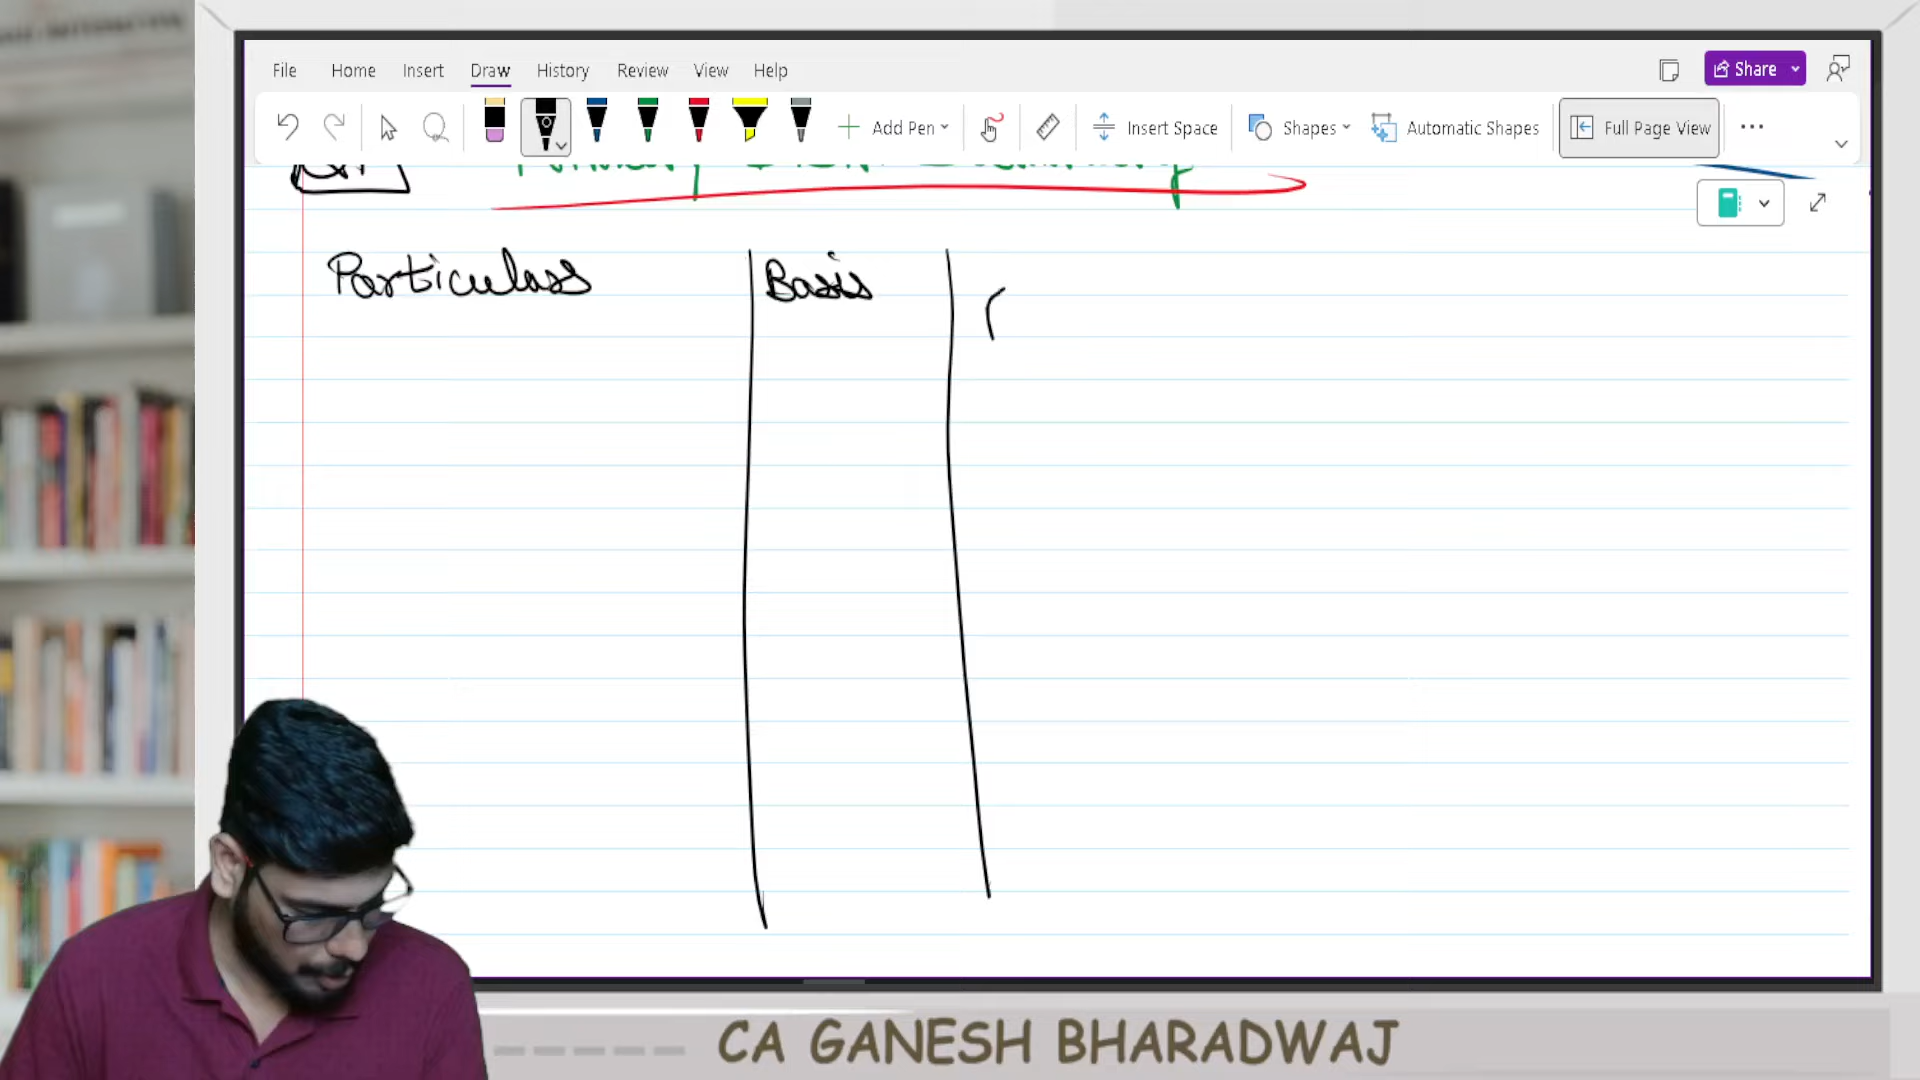 File Home Insert Draw History Review View Help Share
Add Pen Insert Space Shapes Automatic Shapes Full Page View
Particulars Basis
CA GANESH BHARADWAJ